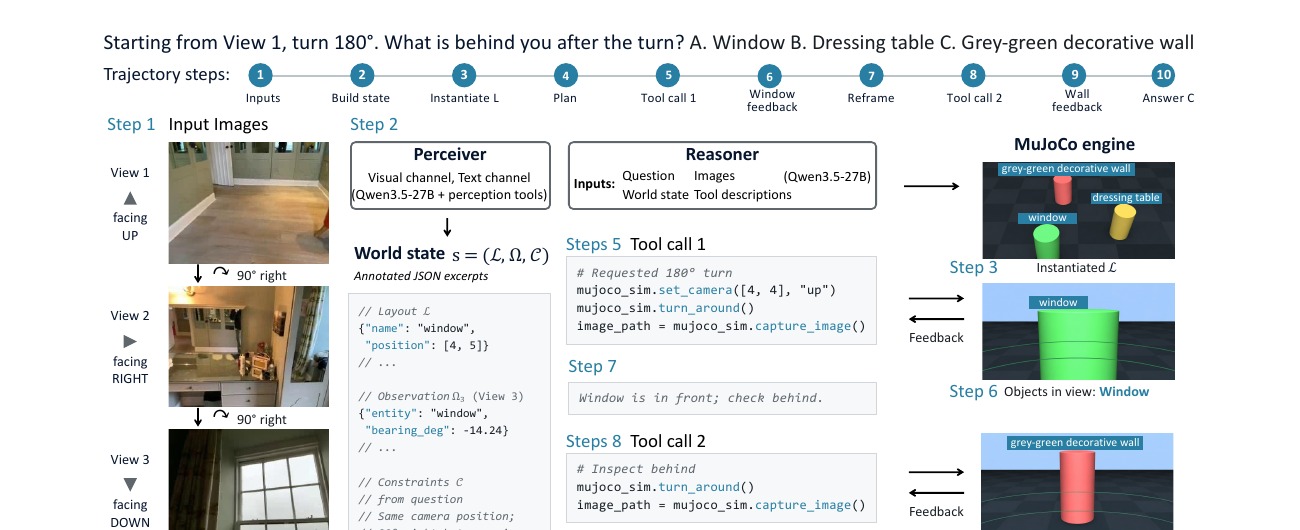 Starting from View 1, turn 180°. What is behind you after the turn? A. Window B. Dressing table C. Grey-green decorative wall
Trajectory steps:
1 2 3 4 5 6 7 8 9 10
Inputs
Build state
Instantiate L
Plan
Tool call 1
Window
feedback
Reframe
Tool call 2
Wall
feedback
Answer C
Step 1 Input Images
View 1
facing
UP
90° right
View 2
facing
RIGHT
90° right
View 3
facing
DOWN
Step 2
Perceiver
Visual channel, Text channel
(Qwen3.5-27B + perception tools)
World state s = (ℒ, Ω, 𝒞)
Annotated JSON excerpts
// Layout ℒ
{"name": "window",
"position": [4, 5]}
// ...
// Observation Ω₃ (View 3)
{"entity": "window",
"bearing_deg": -14.24}
// ...
// Constraints 𝒞
// from question
// Same camera position;
Reasoner
Inputs:
Question Images (Qwen3.5-27B)
World state Tool descriptions
Steps 5 Tool call 1
# Requested 180° turn
mujoco_sim.set_camera([4, 4], "up")
mujoco_sim.turn_around()
image_path = mujoco_sim.capture_image()
Step 7
Window is in front; check behind.
Steps 8 Tool call 2
# Inspect behind
mujoco_sim.turn_around()
image_path = mujoco_sim.capture_image()
MuJoCo engine
grey-green decorative wall
dressing table
window
Step 3 Instantiated ℒ
window
Feedback
Step 6 Objects in view: Window
grey-green decorative wall
Feedback